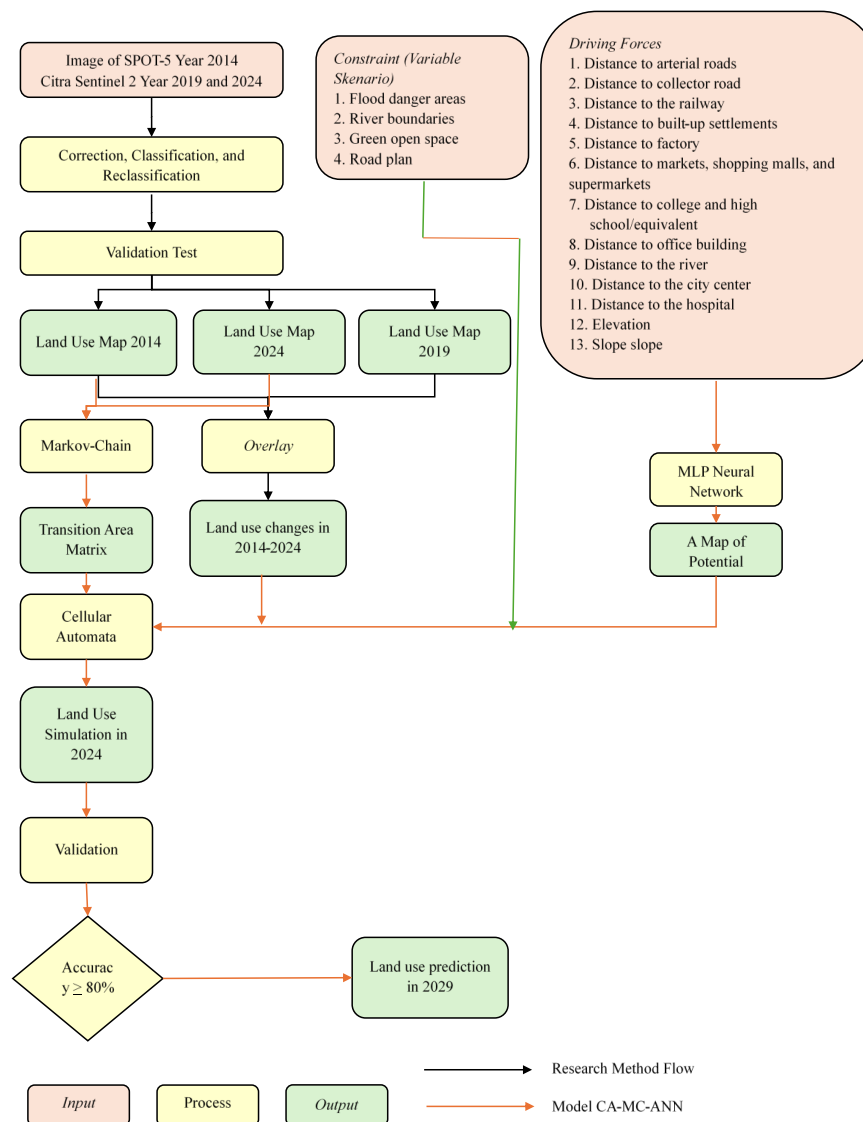 Image of SPOT-5 Year 2014
Citra Sentinel 2 Year 2019 and 2024
Correction, Classification, and
Reclassification
Validation Test
Land Use Map 2014
Land Use Map
2024
Land Use Map
2019
Markov-Chain
Overlay
Transition Area
Matrix
Land use changes in
2014-2024
Cellular
Automata
Land Use
Simulation in
2024
Validation
Accurac
y ≥ 80%
Land use prediction
in 2029
Constraint (Variable
Skenario)
1. Flood danger areas
2. River boundaries
3. Green open space
4. Road plan
Driving Forces
1. Distance to arterial roads
2. Distance to collector road
3. Distance to the railway
4. Distance to built-up settlements
5. Distance to factory
6. Distance to markets, shopping malls, and
supermarkets
7. Distance to college and high
school/equivalent
8. Distance to office building
9. Distance to the river
10. Distance to the city center
11. Distance to the hospital
12. Elevation
13. Slope slope
MLP Neural
Network
A Map of
Potential
Input
Process
Output
Research Method Flow
Model CA-MC-ANN